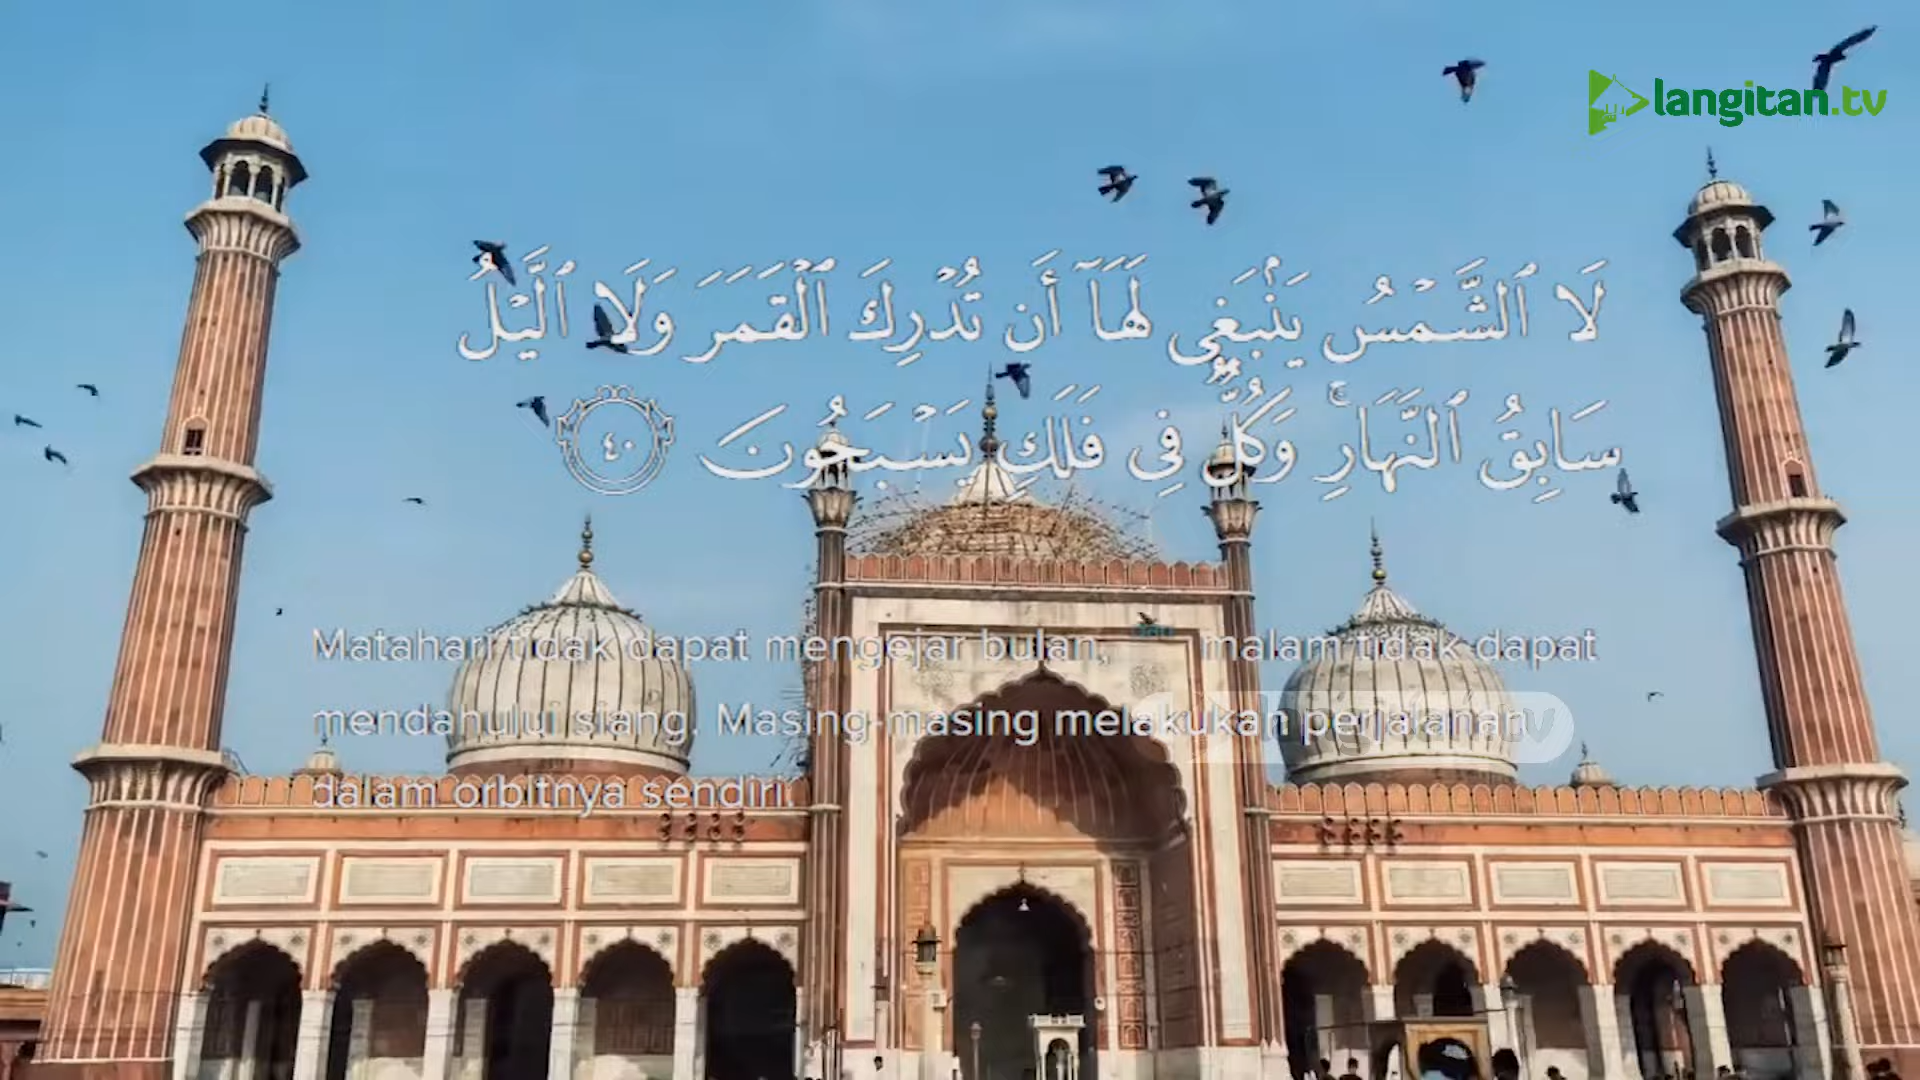 langitan.tv
لَا ٱلشَّمْسُ يَنۢبَغِى لَهَآ أَن تُدْرِكَ ٱلْقَمَرَ وَلَا ٱلَّيْلُ
سَابِقُ ٱلنَّهَارِ ۚ وَكُلٌّ فِى فَلَكٍ يَسْبَحُونَ ٤٠
Matahari tidak dapat mengejar bulan, dan malam tidak dapat
mendahului siang. Masing-masing melakukan perjalanan
dalam orbitnya sendiri.